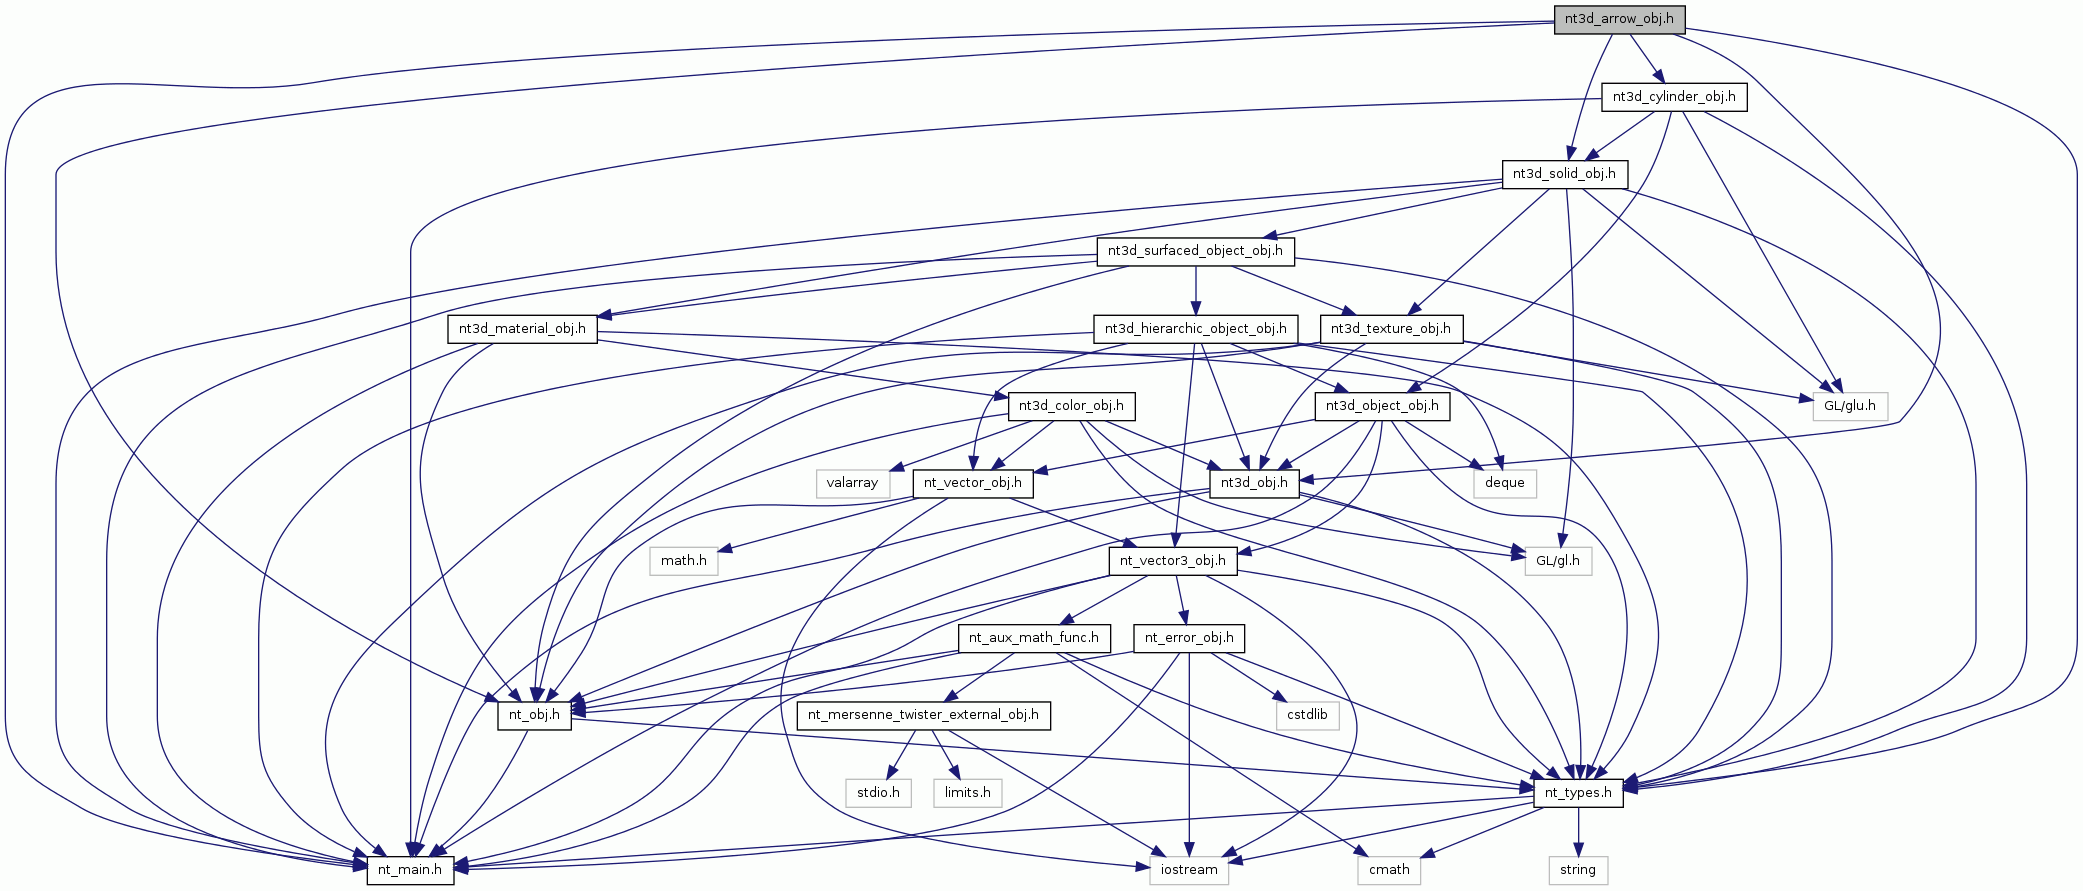 nt3d_arrow_obj.h
nt3d_cylinder_obj.h
nt3d_solid_obj.h
nt3d_surfaced_object_obj.h
nt3d_material_obj.h
nt3d_hierarchic_object_obj.h
nt3d_texture_obj.h
nt3d_color_obj.h
nt3d_object_obj.h
GL/glu.h
valarray
nt_vector_obj.h
nt3d_obj.h
deque
math.h
nt_vector3_obj.h
GL/gl.h
nt_aux_math_func.h
nt_error_obj.h
nt_obj.h
nt_mersenne_twister_external_obj.h
cstdlib
stdio.h
limits.h
nt_types.h
nt_main.h
iostream
cmath
string